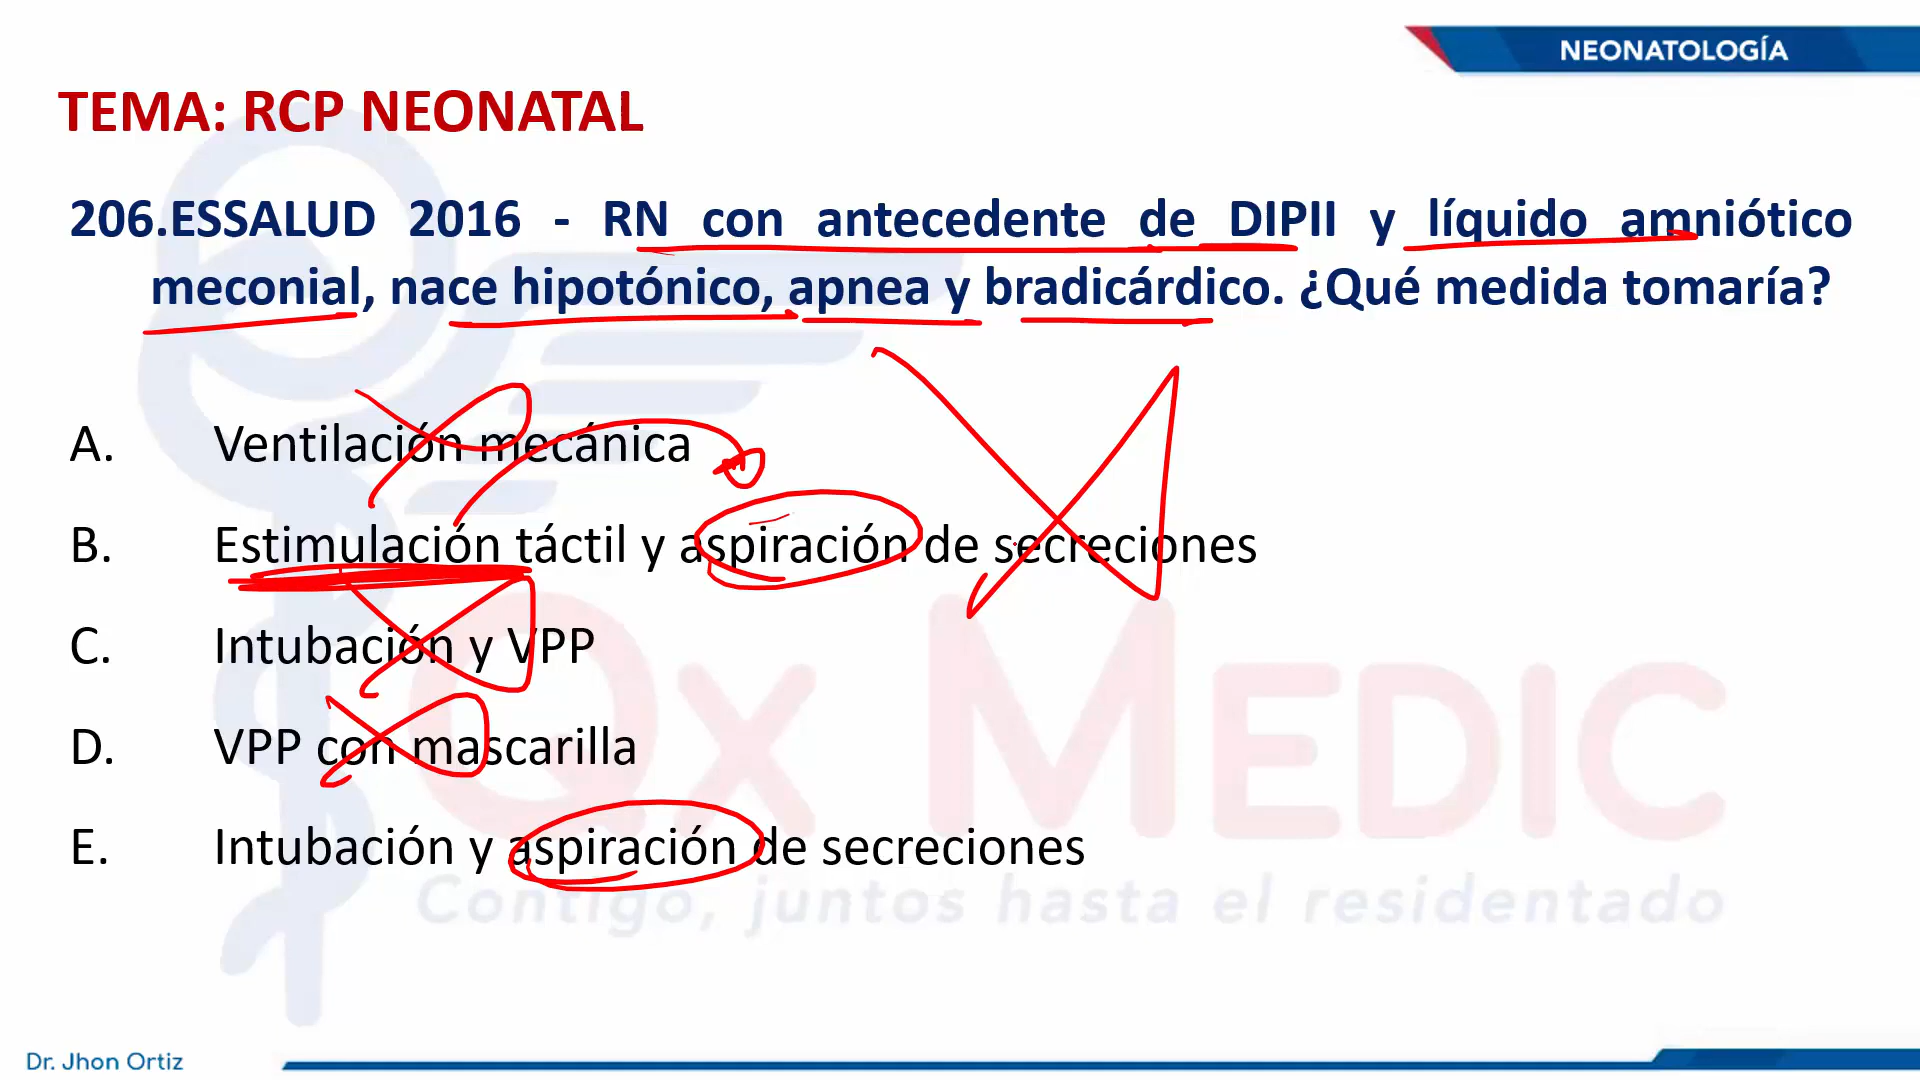 NEONATOLOGÍA
TEMA: RCP NEONATAL
206.ESSALUD 2016 - RN con antecedente de DIPII y líquido amniótico
meconial, nace hipotónico, apnea y bradicárdico. ¿Qué medida tomaría?
A. Ventilación mecánica
B. Estimulación táctil y aspiración de secreciones
C. Intubación y VPP
D. VPP con mascarilla
E. Intubación y aspiración de secreciones
Qx MEDIC
Contigo, juntos hasta el residentado
Dr. Jhon Ortiz